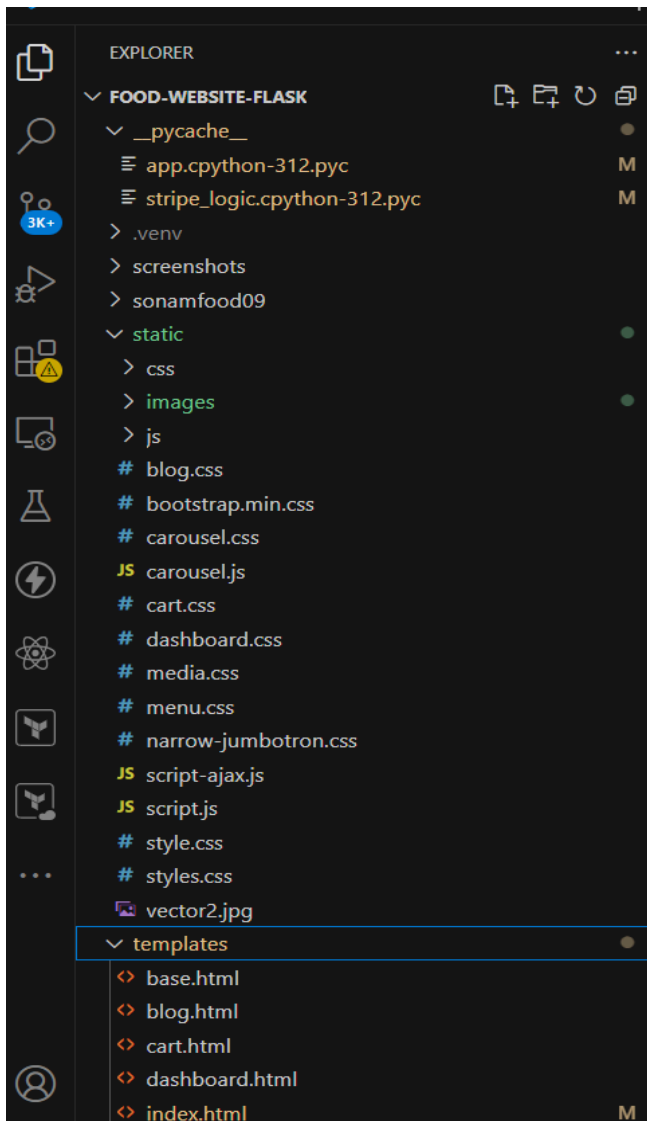 EXPLORER
FOOD-WEBSITE-FLASK
__pycache__
app.cpython-312.pyc M
stripe_logic.cpython-312.pyc M
3K+
.venv
screenshots
sonamfood09
static
css
images
js
# blog.css
# bootstrap.min.css
# carousel.css
JS carousel.js
# cart.css
# dashboard.css
# media.css
# menu.css
# narrow-jumbotron.css
JS script-ajax.js
JS script.js
# style.css
# styles.css
vector2.jpg
templates
<> base.html
<> blog.html
<> cart.html
<> dashboard.html
<> index.html M